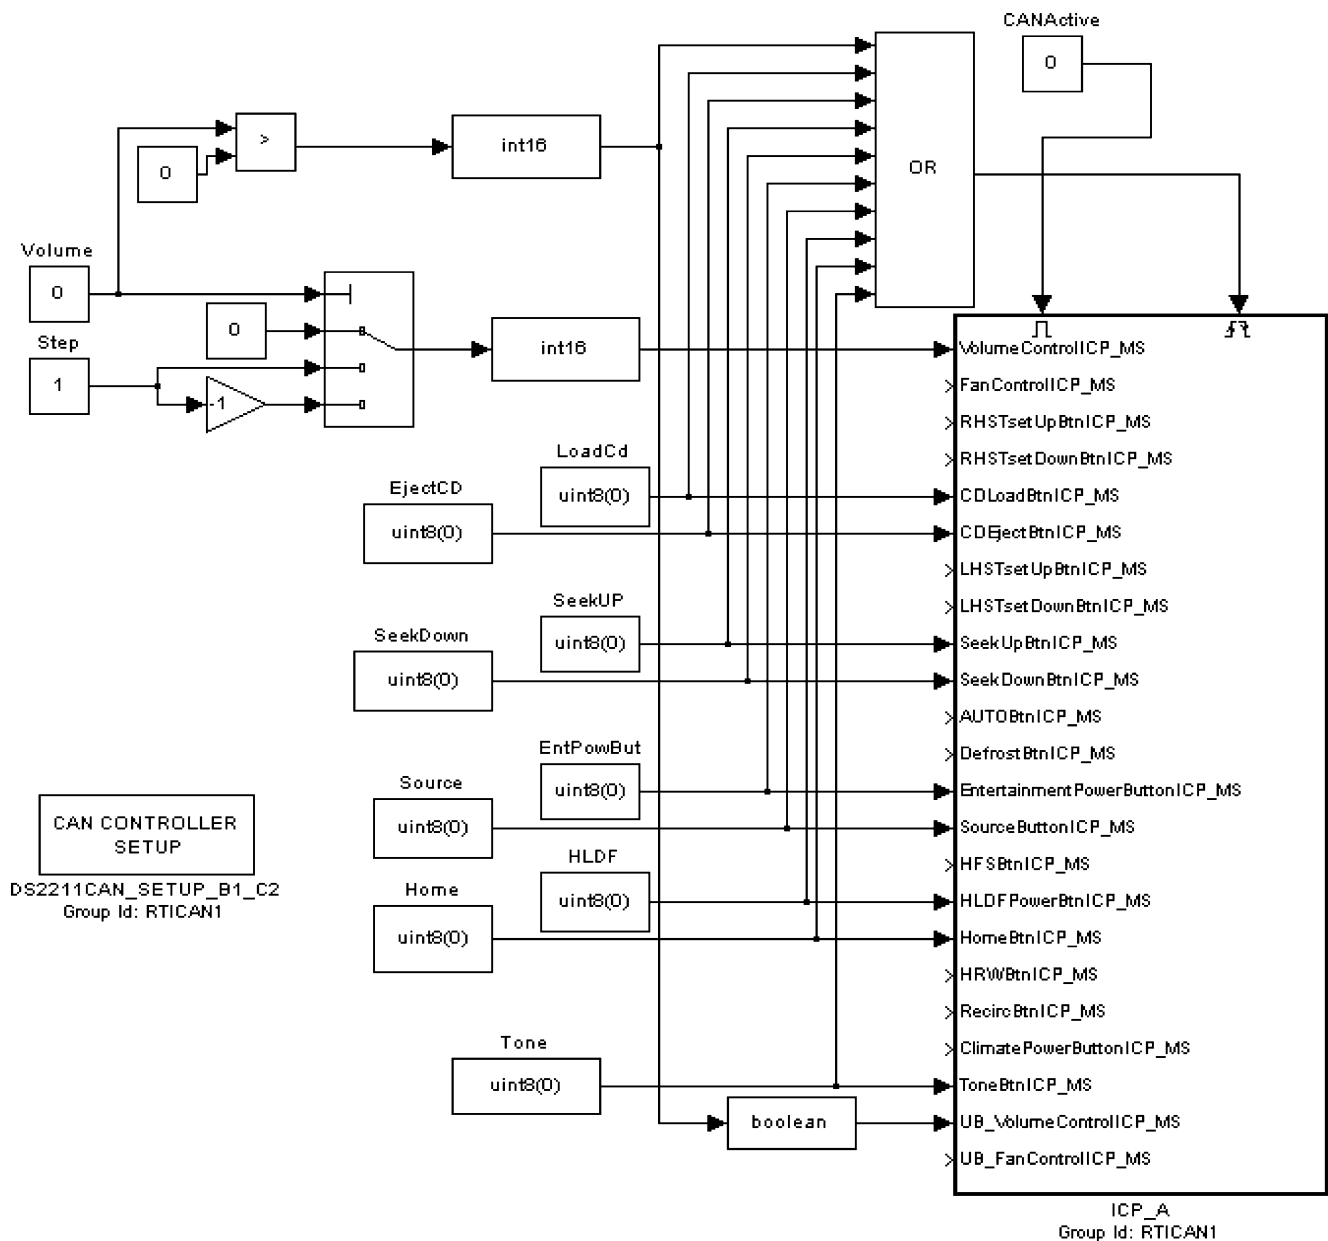 CANActive
0
>
0
int16
OR
Volume
0
0
Step
1
-1
int16
VolumeControlICP_MS
FanControlICP_MS
RHSTsetUpBtnICP_MS
RHSTsetDownBtnICP_MS
LoadCd
uint8(0)
CDLoadBtnICP_MS
EjectCD
uint8(0)
CDEjectBtnICP_MS
LHSTsetUpBtnICP_MS
LHSTsetDownBtnICP_MS
SeekUP
uint8(0)
SeekUpBtnICP_MS
SeekDown
uint8(0)
SeekDownBtnICP_MS
AUTOBtnICP_MS
DefrostBtnICP_MS
EntPowBut
uint8(0)
EntertainmentPowerButtonICP_MS
Source
uint8(0)
SourceButtonICP_MS
CAN CONTROLLER
SETUP
DS2211CAN_SETUP_B1_C2
Group Id: RTICAN1
HFSBtnICP_MS
HLDF
uint8(0)
HLDFPowerBtnICP_MS
Home
uint8(0)
HomeBtnICP_MS
HRWBtnICP_MS
RecircBtnICP_MS
ClimatePowerButtonICP_MS
Tone
uint8(0)
ToneBtnICP_MS
boolean
UB_VolumeControlICP_MS
UB_FanControlICP_MS
ICP_A
Group Id: RTICAN1